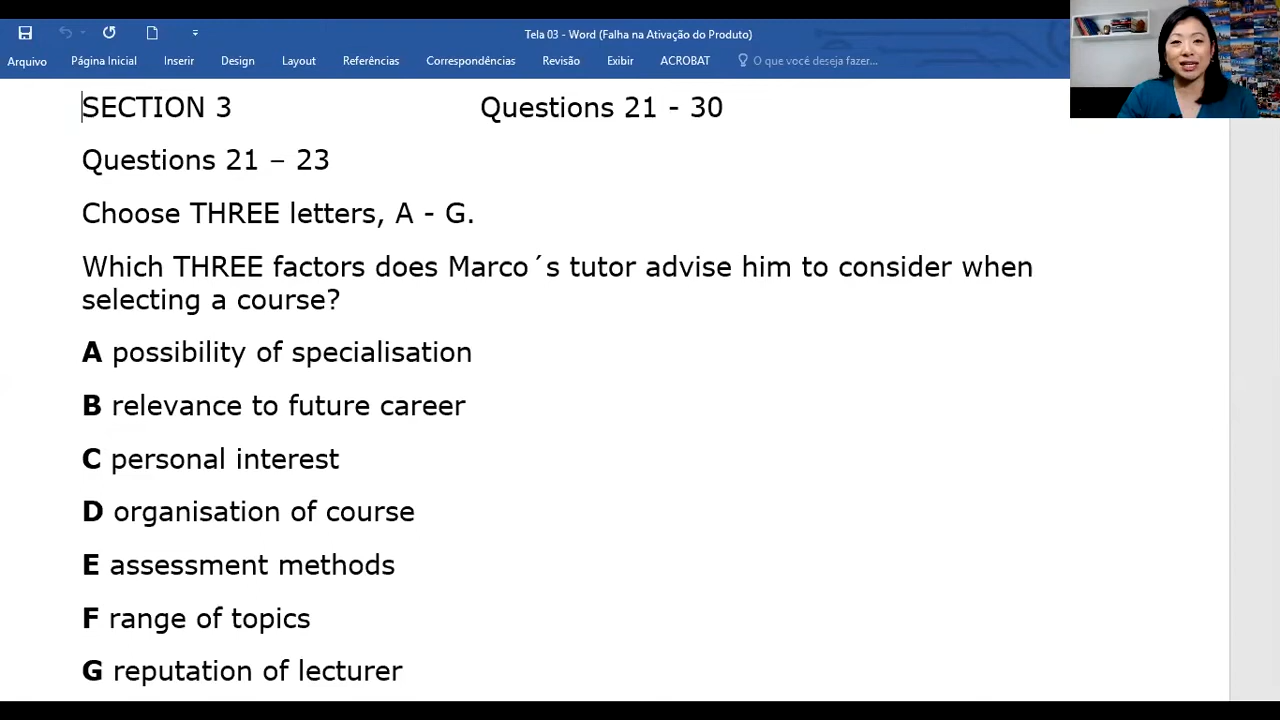 Tela 03 - Word (Falha na Ativação do Produto)
Arquivo Página Inicial Inserir Design Layout Referências Correspondências Revisão Exibir ACROBAT O que você deseja fazer...
SECTION 3 Questions 21 - 30
Questions 21 – 23
Choose THREE letters, A - G.
Which THREE factors does Marco´s tutor advise him to consider when
selecting a course?
A possibility of specialisation
B relevance to future career
C personal interest
D organisation of course
E assessment methods
F range of topics
G reputation of lecturer